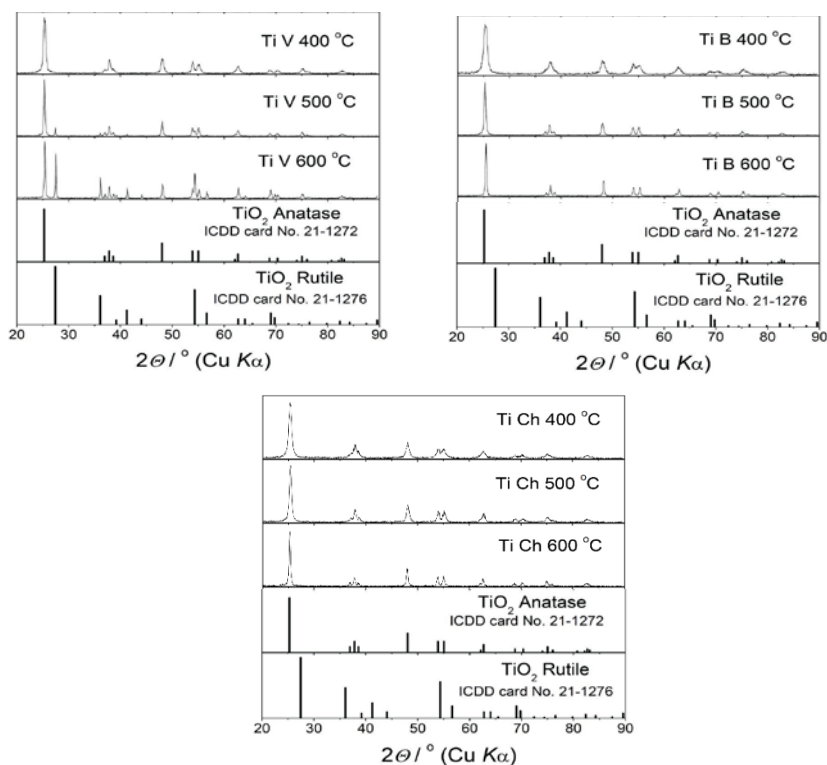 Ti V 400 °C
Ti V 500 °C
Ti V 600 °C
TiO2 Anatase
ICDD card No. 21-1272
TiO2 Rutile
ICDD card No. 21-1276
20 30 40 50 60 70 80 90
2Θ / ° (Cu Kα)
Ti B 400 °C
Ti B 500 °C
Ti B 600 °C
TiO2 Anatase
ICDD card No. 21-1272
TiO2 Rutile
ICDD card No. 21-1276
20 30 40 50 60 70 80 90
2Θ / ° (Cu Kα)
Ti Ch 400 °C
Ti Ch 500 °C
Ti Ch 600 °C
TiO2 Anatase
ICDD card No. 21-1272
TiO2 Rutile
ICDD card No. 21-1276
20 30 40 50 60 70 80 90
2Θ / ° (Cu Kα)